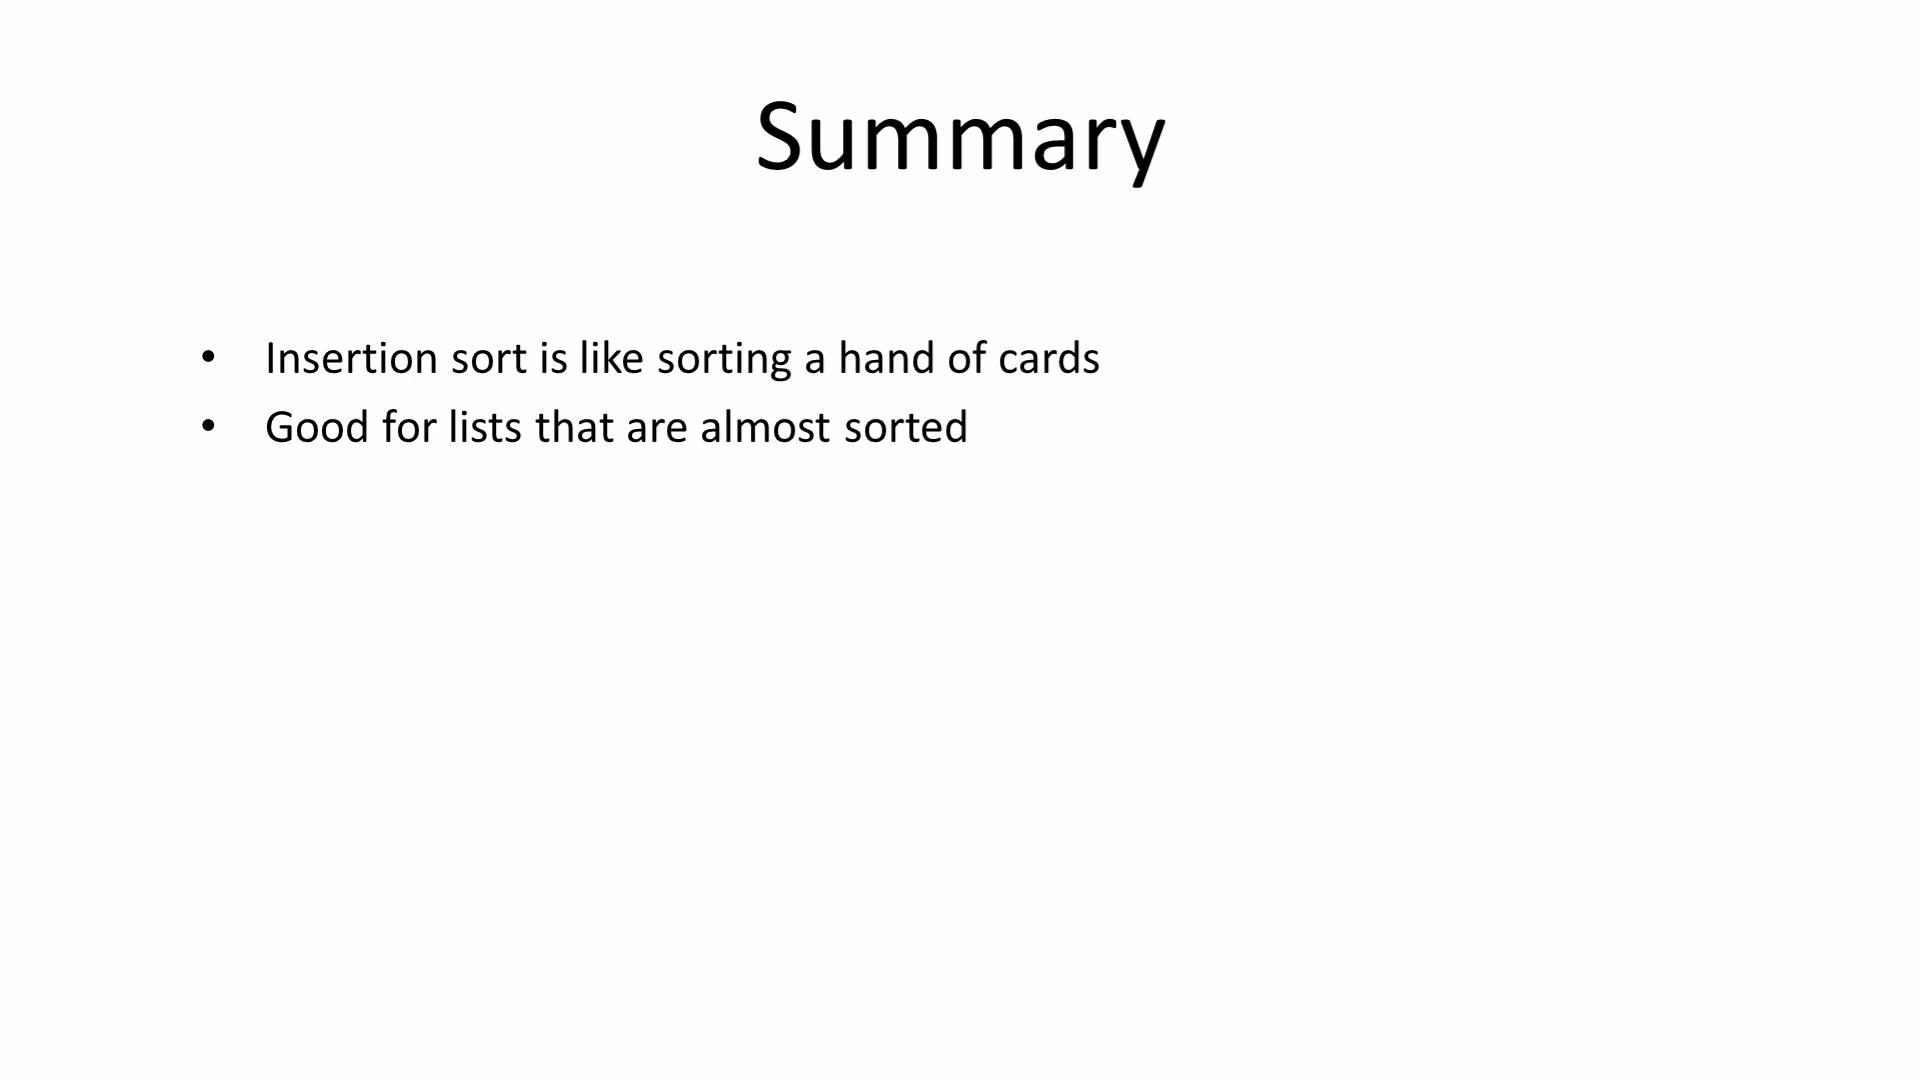 Summary
• Insertion sort is like sorting a hand of cards
• Good for lists that are almost sorted